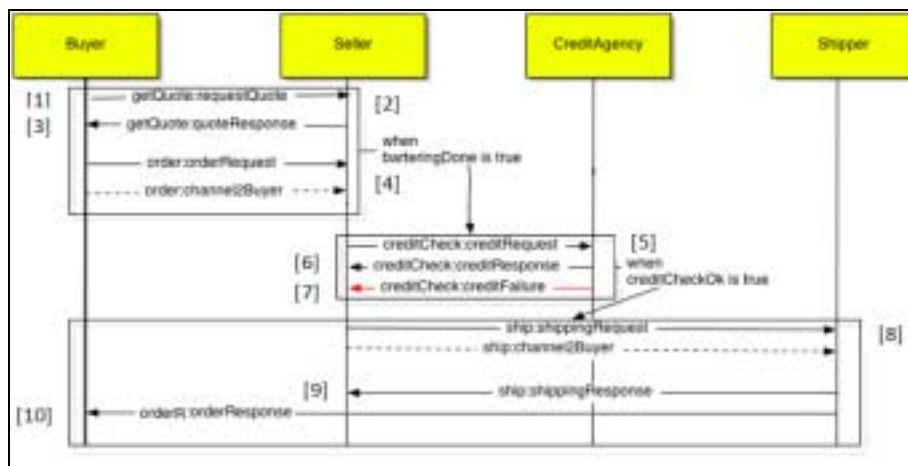 Buyer Seller CreditAgency Shipper
[1] getQuote:requestQuote [2]
[3] getQuote:quoteResponse
when
barteringDone is true
order:orderRequest
order:channel2Buyer [4]
creditCheck:creditRequest [5]
[6] creditCheck:creditResponse
when
creditCheckOk is true
[7] creditCheck:creditFailure
ship:shippingRequest [8]
ship:channel2Buyer
[9] ship:shippingResponse
[10] orderR:orderResponse